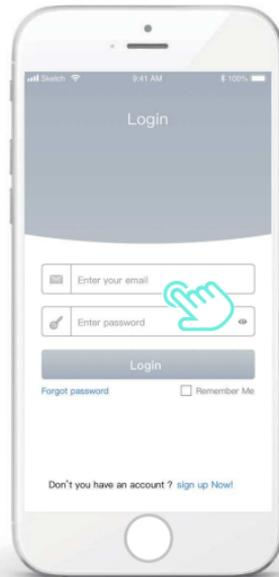 Sketch 9:41 AM 100%
Login
Enter your email
Enter password
Login
Forgot password Remember Me
Don't you have an account ? sign up Now!